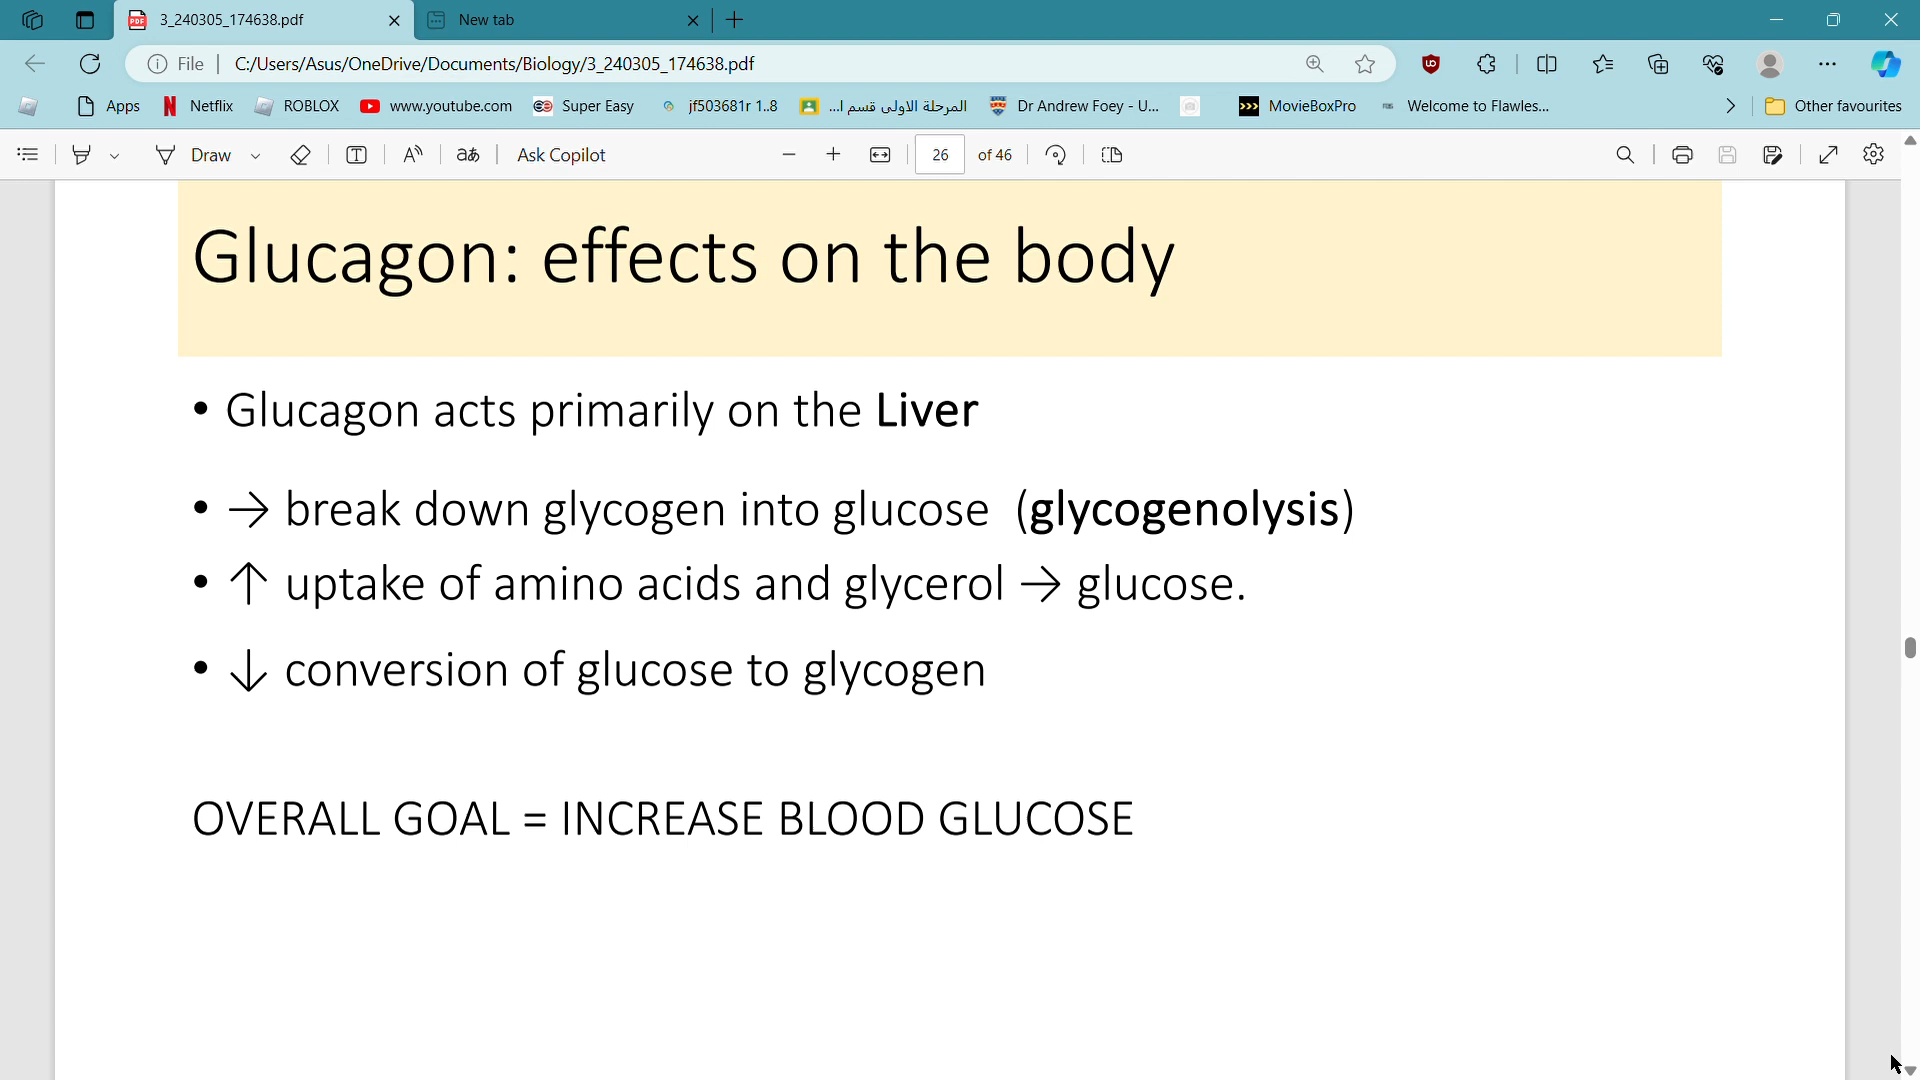 3_240305_174638.pdf
New tab
File
C:/Users/Asus/OneDrive/Documents/Biology/3_240305_174638.pdf
Apps
Netflix
ROBLOX
www.youtube.com
Super Easy
jf503681r 1..8
المرحلة الاولى قسم ا...
Dr Andrew Foey - U...
MovieBoxPro
Welcome to Flawles...
Other favourites
Draw
Ask Copilot
26
of 46
Glucagon: effects on the body
• Glucagon acts primarily on the Liver
• → break down glycogen into glucose (glycogenolysis)
• ↑ uptake of amino acids and glycerol → glucose.
• ↓ conversion of glucose to glycogen
OVERALL GOAL = INCREASE BLOOD GLUCOSE